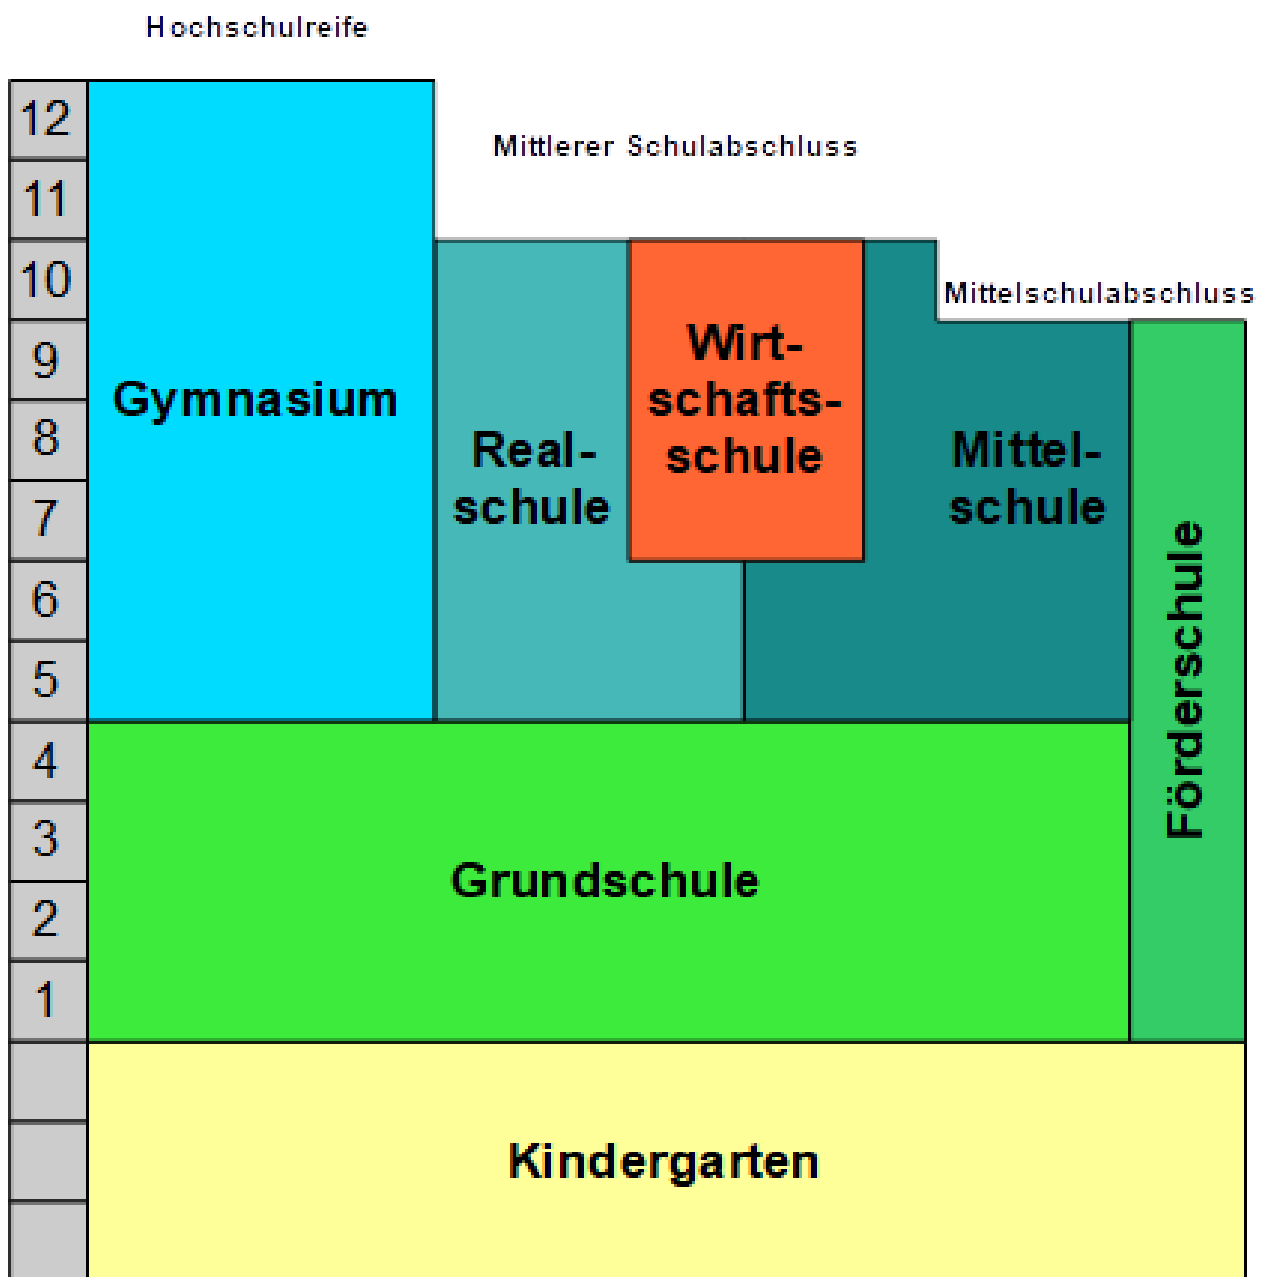 Hochschulreife
12
Mittlerer Schulabschluss
11
10
Mittelschulabschluss
9
8
7
6
5
4
3
2
1
Gymnasium
Real-
schule
Wirt-
schafts-
schule
Mittel-
schule
Förderschule
Grundschule
Kindergarten